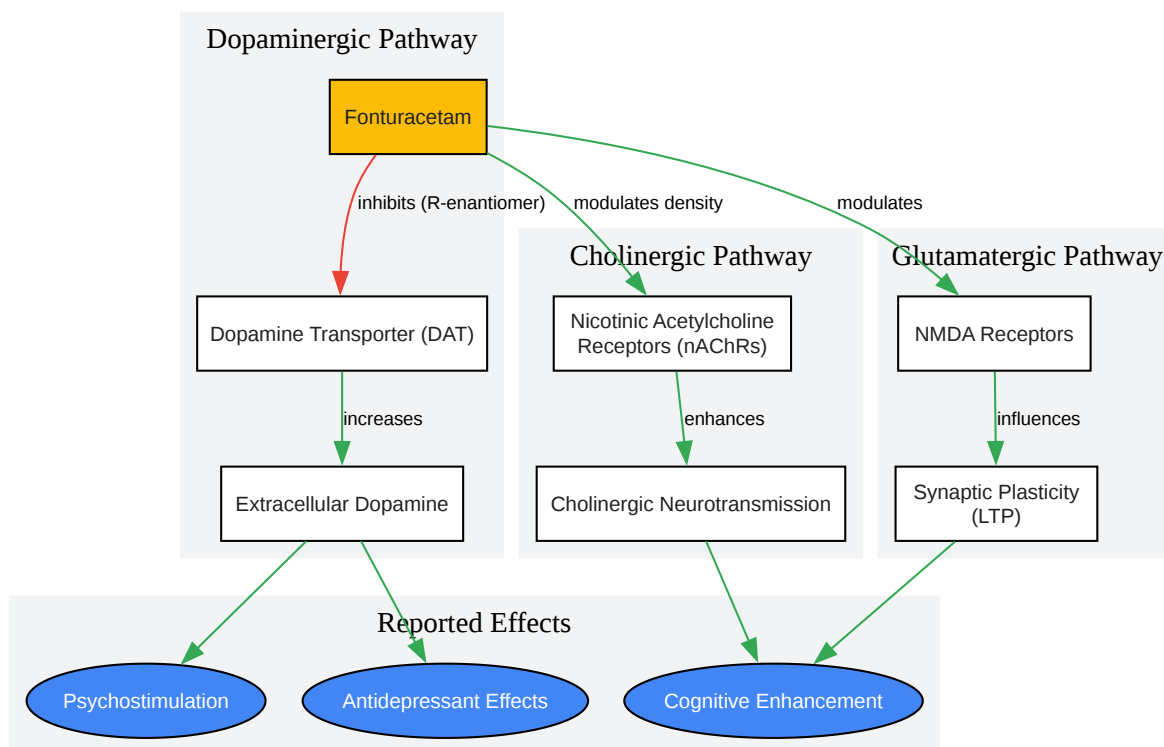 Dopaminergic Pathway
Fonturacetam
inhibits (R-enantiomer)
modulates density
modulates
Cholinergic Pathway
Glutamatergic Pathway
Dopamine Transporter (DAT)
Nicotinic Acetylcholine
Receptors (nAChRs)
NMDA Receptors
increases
enhances
influences
Extracellular Dopamine
Cholinergic Neurotransmission
Synaptic Plasticity
(LTP)
Reported Effects
Psychostimulation
Antidepressant Effects
Cognitive Enhancement